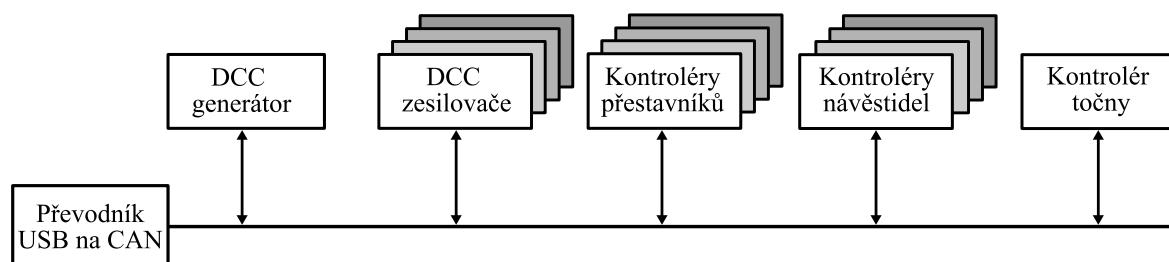 DCC
generátor
DCC
zesilovače
Kontroléry
přestavníků
Kontroléry
návěstidel
Kontrolér
točny
Převodník
USB na CAN